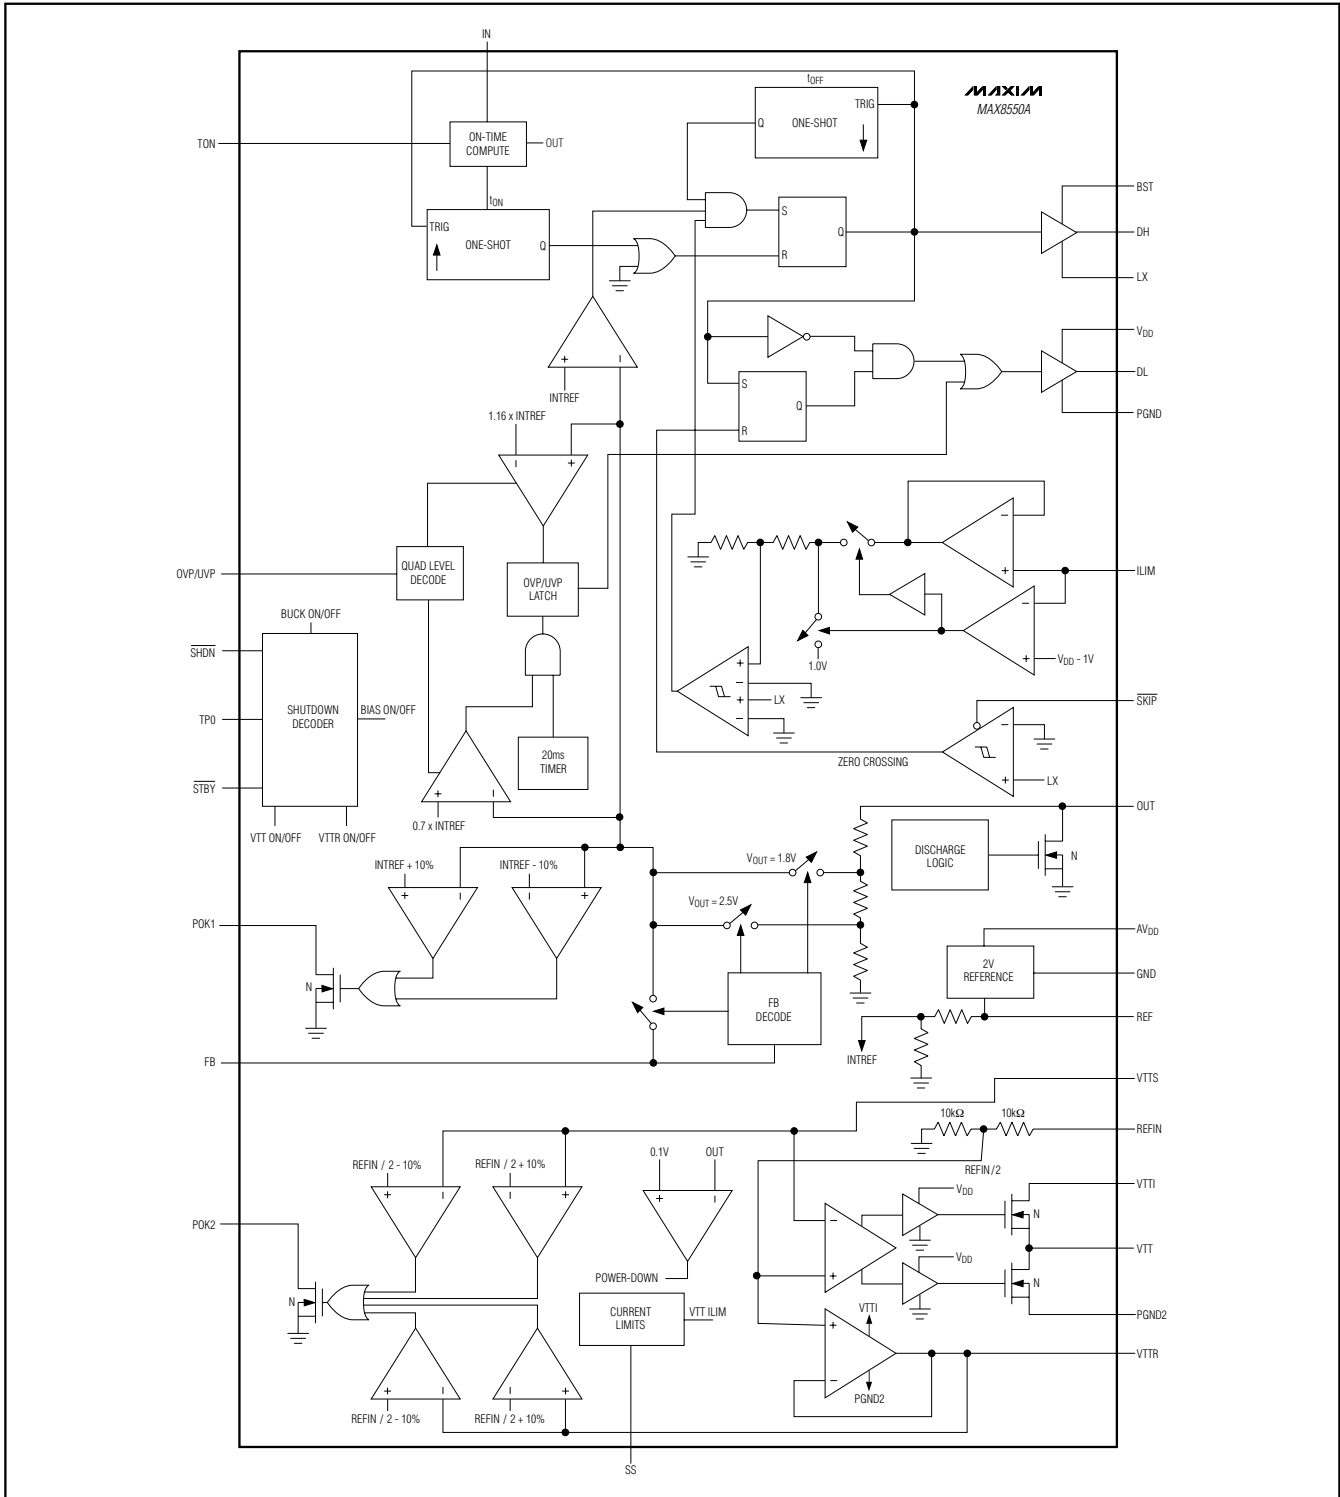 IN
tOFF
MAXIM
MAX8550A
TRIG
Q
ONE-SHOT
TON
ON-TIME
COMPUTE
OUT
tON
TRIG
ONE-SHOT
Q
S
Q
R
BST
DH
LX
+ −
INTREF
VDD
DL
PGND
S
Q
R
1.16 x INTREF
− +
OVP/UVP
QUAD LEVEL
DECODE
OVP/UVP
LATCH
−
+
ILIM
−
+
VDD - 1V
1.0V
BUCK ON/OFF
SHDN
TP0
STBY
SHUTDOWN
DECODER
BIAS ON/OFF
VTT ON/OFF
VTTR ON/OFF
20ms
TIMER
+ −
0.7 x INTREF
+
−
+
−
LX
SKIP
−
+
LX
ZERO CROSSING
OUT
DISCHARGE
LOGIC
N
VOUT = 1.8V
VOUT = 2.5V
INTREF + 10%
INTREF - 10%
+ −
− +
POK1
N
FB
DECODE
FB
AVDD
2V
REFERENCE
GND
REF
INTREF
VTTS
10kΩ
10kΩ
REFIN
REFIN/2
REFIN / 2 - 10%
REFIN / 2 + 10%
+ −
− +
0.1V
OUT
+ −
POWER-DOWN
POK2
N
CURRENT
LIMITS
VTT ILIM
−
+
VDD
VDD
N
N
VTTI
VTT
PGND2
VTTI
+
−
PGND2
VTTR
+ −
− +
REFIN / 2 - 10%
REFIN / 2 + 10%
SS